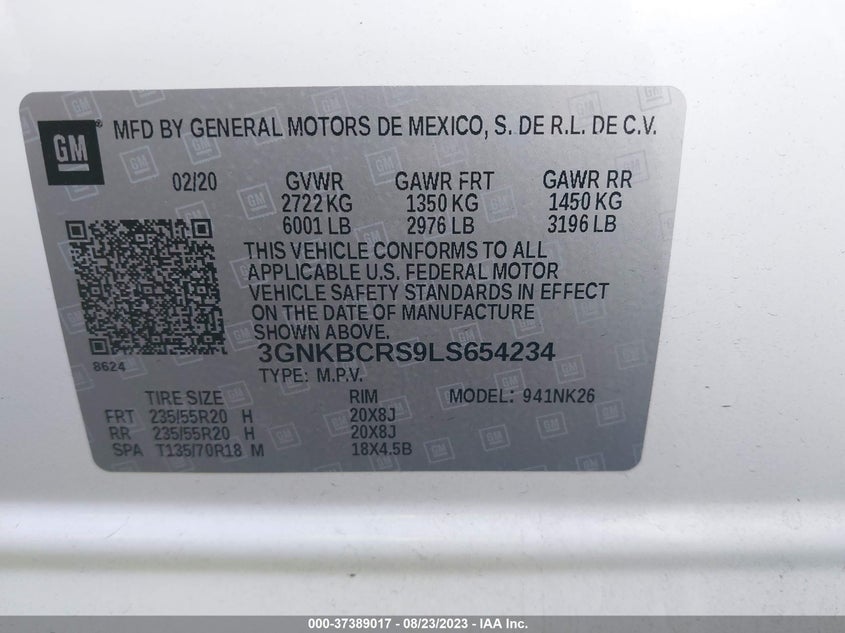 GM
MFD BY GENERAL MOTORS DE MEXICO, S. DE R.L. DE C.V.
02/20 GVWR GAWR FRT GAWR RR
2722 KG 1350 KG 1450 KG
6001 LB 2976 LB 3196 LB
THIS VEHICLE CONFORMS TO ALL
APPLICABLE U.S. FEDERAL MOTOR
VEHICLE SAFETY STANDARDS IN EFFECT
ON THE DATE OF MANUFACTURE
SHOWN ABOVE.
3GNKBCRS9LS654234
8624
TYPE: M.P.V.
TIRE SIZE RIM MODEL: 941NK26
FRT 235/55R20 H 20X8J
RR 235/55R20 H 20X8J
SPA T135/70R18 M 18X4.5B
000-37389017 - 08/23/2023 - IAA Inc.